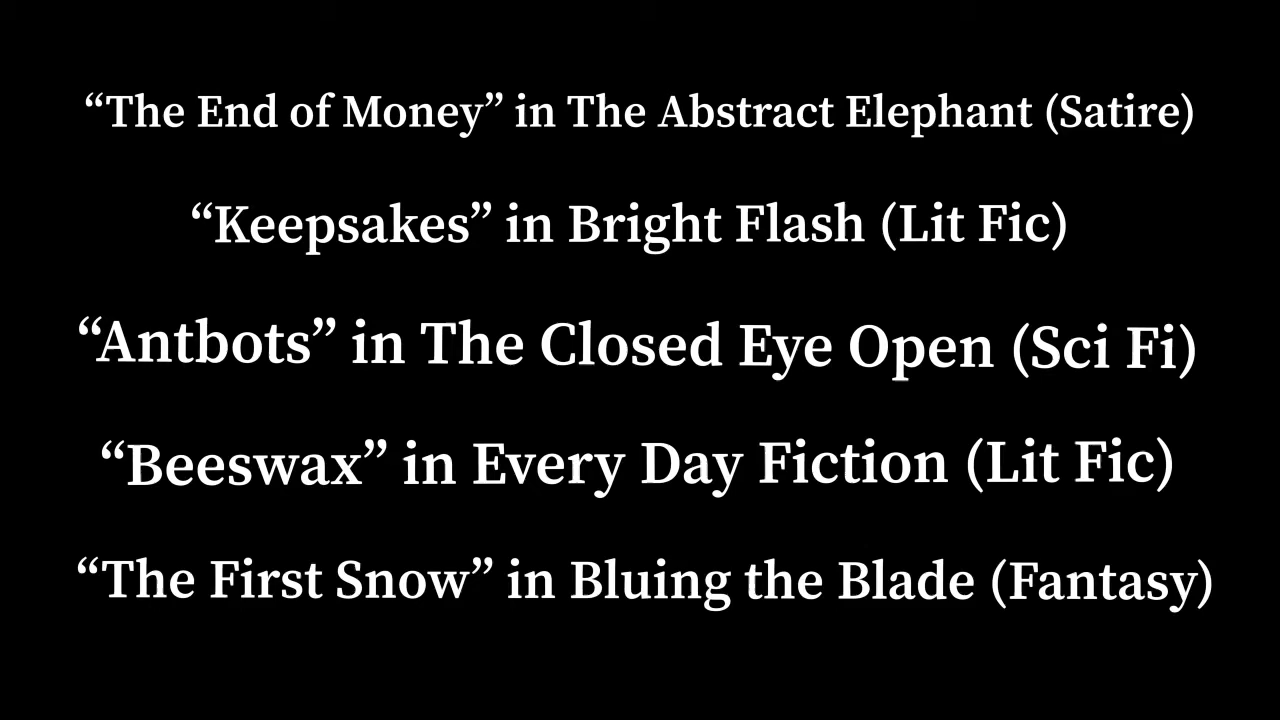 “The End of Money” in The Abstract Elephant (Satire)
“Keepsakes” in Bright Flash (Lit Fic)
“Antbots” in The Closed Eye Open (Sci Fi)
“Beeswax” in Every Day Fiction (Lit Fic)
“The First Snow” in Bluing the Blade (Fantasy)